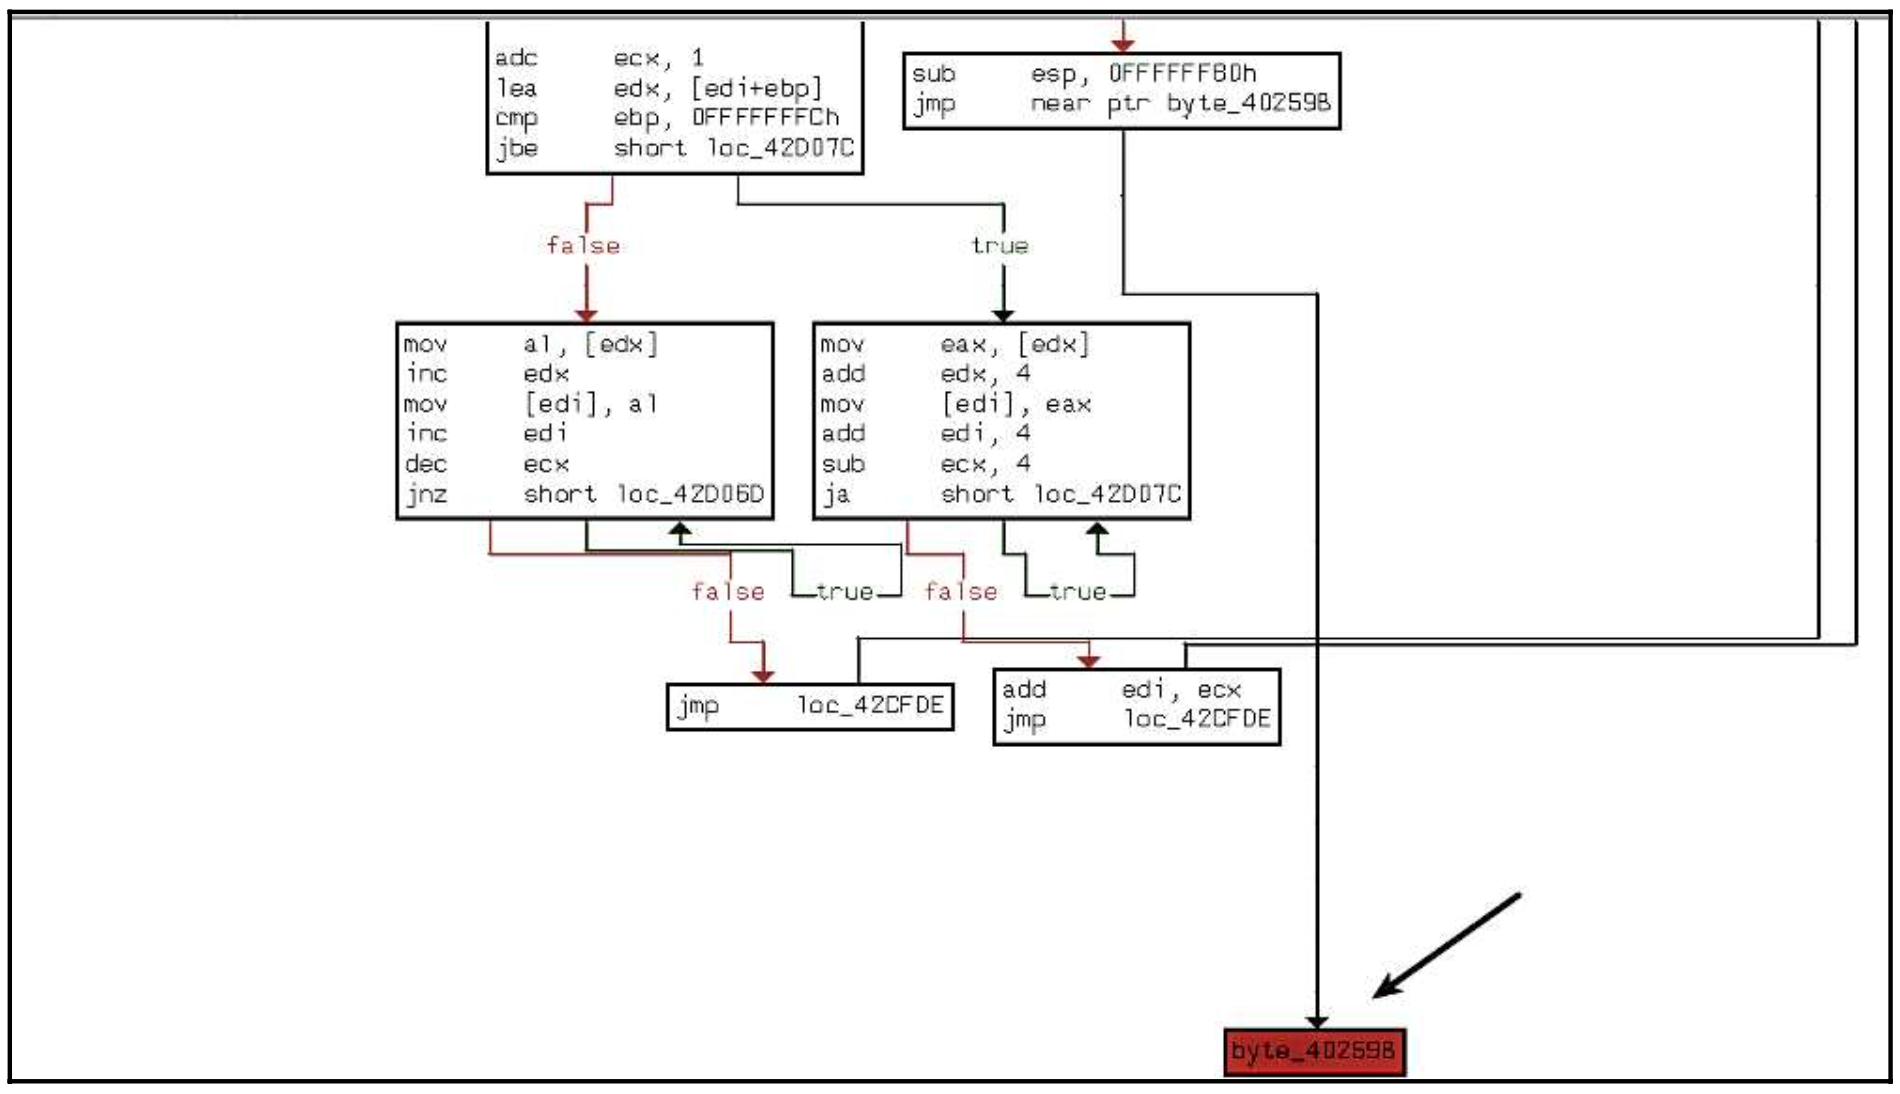 adc ecx, 1
lea edx, [edi+ebp]
cmp ebp, 0FFFFFFFCh
jbe short loc_42D07C
sub esp, 0FFFFFF80h
jmp near ptr byte_40259B
false
true
mov al, [edx]
inc edx
mov [edi], al
inc edi
dec ecx
jnz short loc_42D06D
mov eax, [edx]
add edx, 4
mov [edi], eax
add edi, 4
sub ecx, 4
ja short loc_42D07C
false
true
false
true
jmp loc_42CFDE
add edi, ecx
jmp loc_42CFDE
byte_40259B